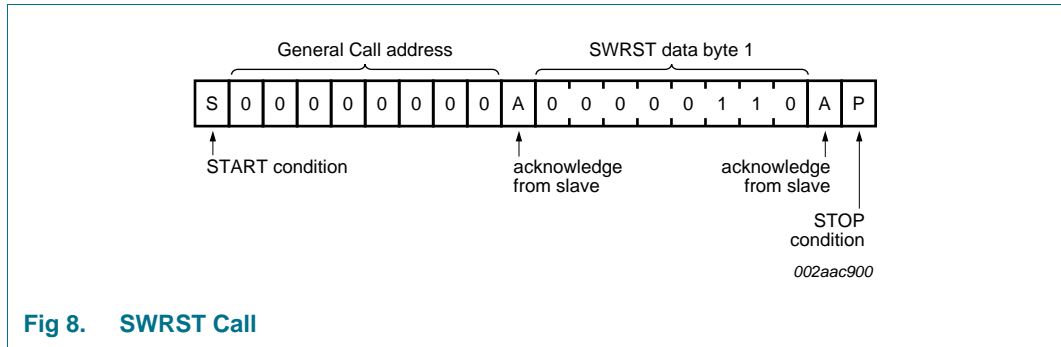 General Call address SWRST data byte 1
S 0 0 0 0 0 0 0 0 A 0 0 0 0 0 1 1 0 A P
START condition acknowledge acknowledge
from slave from slave
STOP
condition
002aac900
Fig 8. SWRST Call